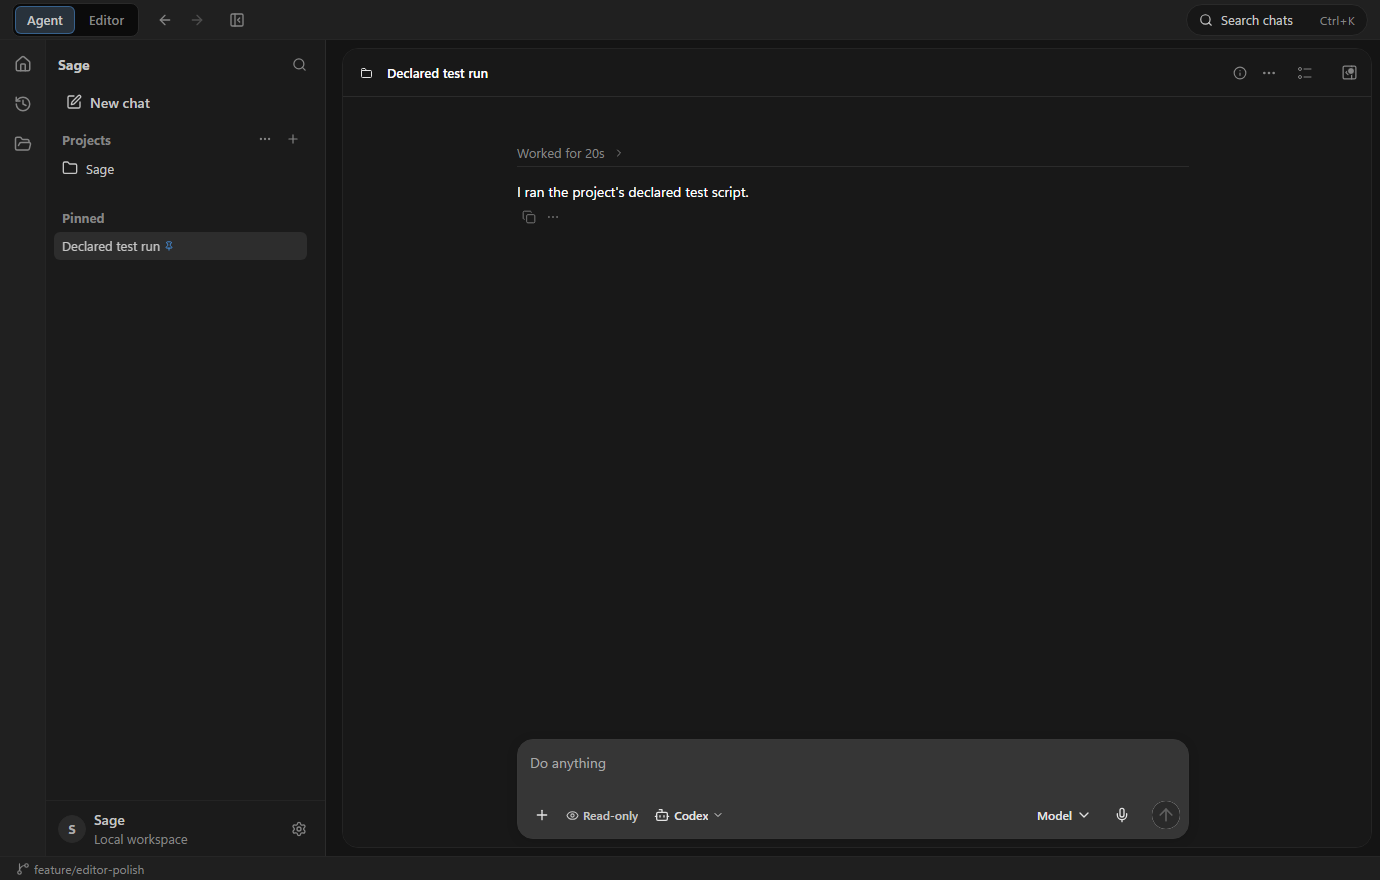 Agent
Editor
Search chats
Ctrl+K
Sage
New chat
Projects
Sage
Pinned
Declared test run
S
Sage
Local workspace
Declared test run
Worked for 20s
I ran the project's declared test script.
Do anything
Read-only
Codex
Model
feature/editor-polish